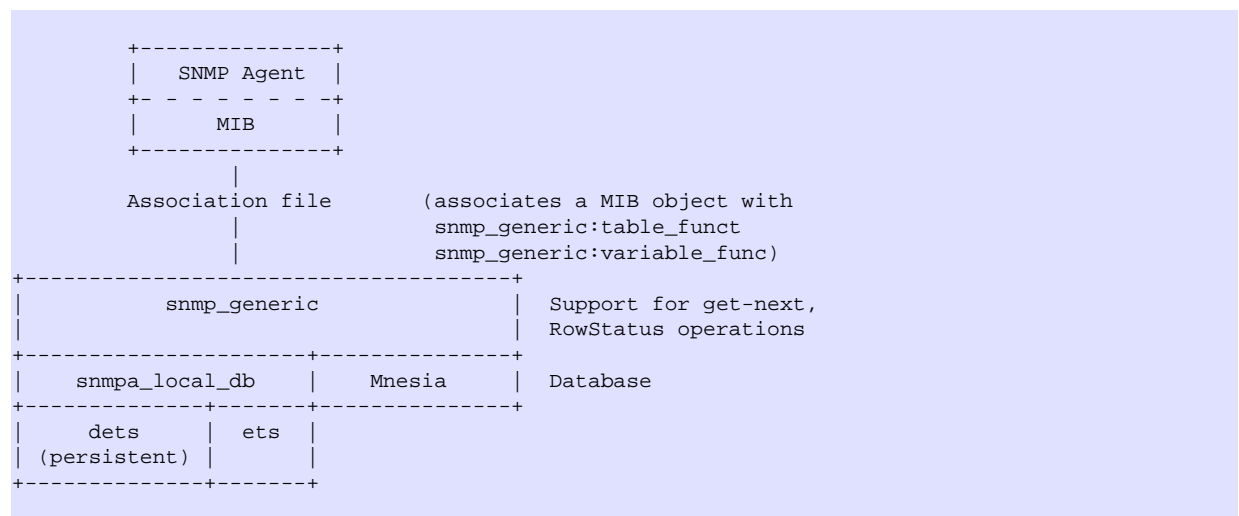 SNMP Agent
MIB
Association file (associates a MIB object with
snmp_generic:table_funct
snmp_generic:variable_func)
snmp_generic Support for get-next,
RowStatus operations
snmpa_local_db Mnesia Database
dets ets
(persistent)